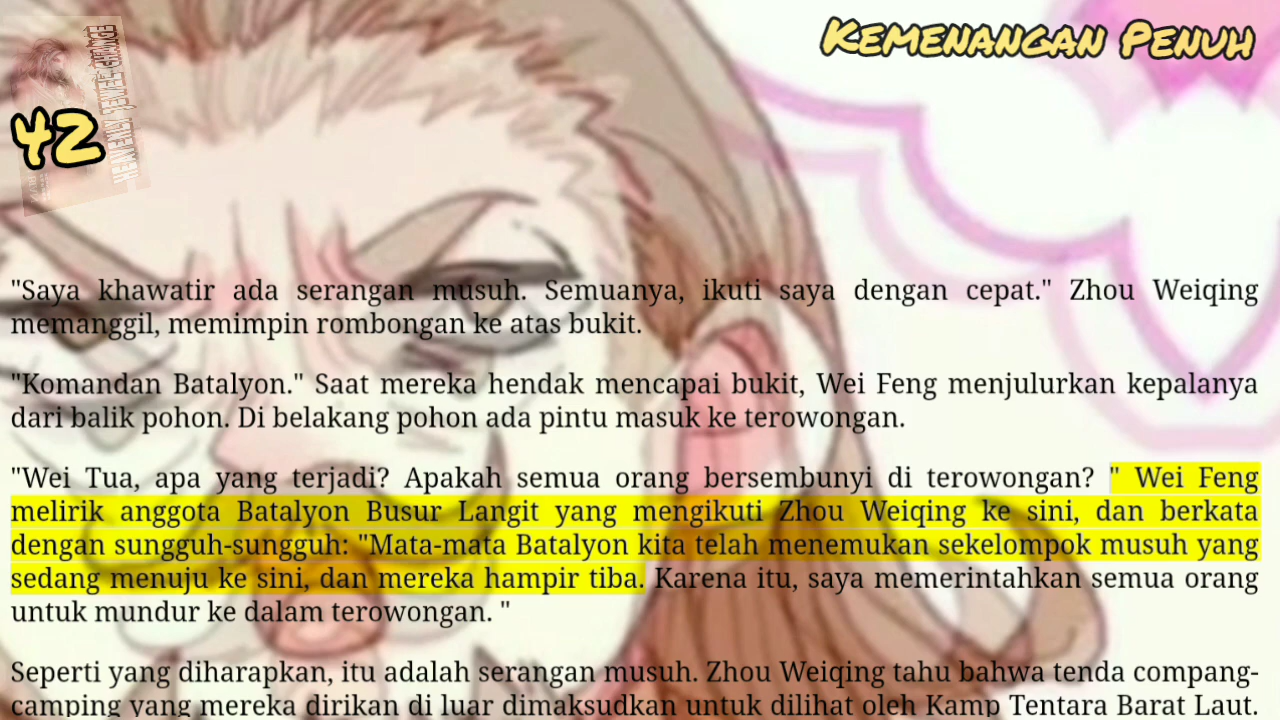 Kemenangan Penuh
42
HEAVENLY JEWEL CHANGE
"Saya khawatir ada serangan musuh. Semuanya, ikuti saya dengan cepat." Zhou Weiqing
memanggil, memimpin rombongan ke atas bukit.
"Komandan Batalyon." Saat mereka hendak mencapai bukit, Wei Feng menjulurkan kepalanya
dari balik pohon. Di belakang pohon ada pintu masuk ke terowongan.
"Wei Tua, apa yang terjadi? Apakah semua orang bersembunyi di terowongan? " Wei Feng
melirik anggota Batalyon Busur Langit yang mengikuti Zhou Weiqing ke sini, dan berkata
dengan sungguh-sungguh: "Mata-mata Batalyon kita telah menemukan sekelompok musuh yang
sedang menuju ke sini, dan mereka hampir tiba. Karena itu, saya memerintahkan semua orang
untuk mundur ke dalam terowongan. "
Seperti yang diharapkan, itu adalah serangan musuh. Zhou Weiqing tahu bahwa tenda compang-
camping yang mereka dirikan di luar dimaksudkan untuk dilihat oleh Kamp Tentara Barat Laut.